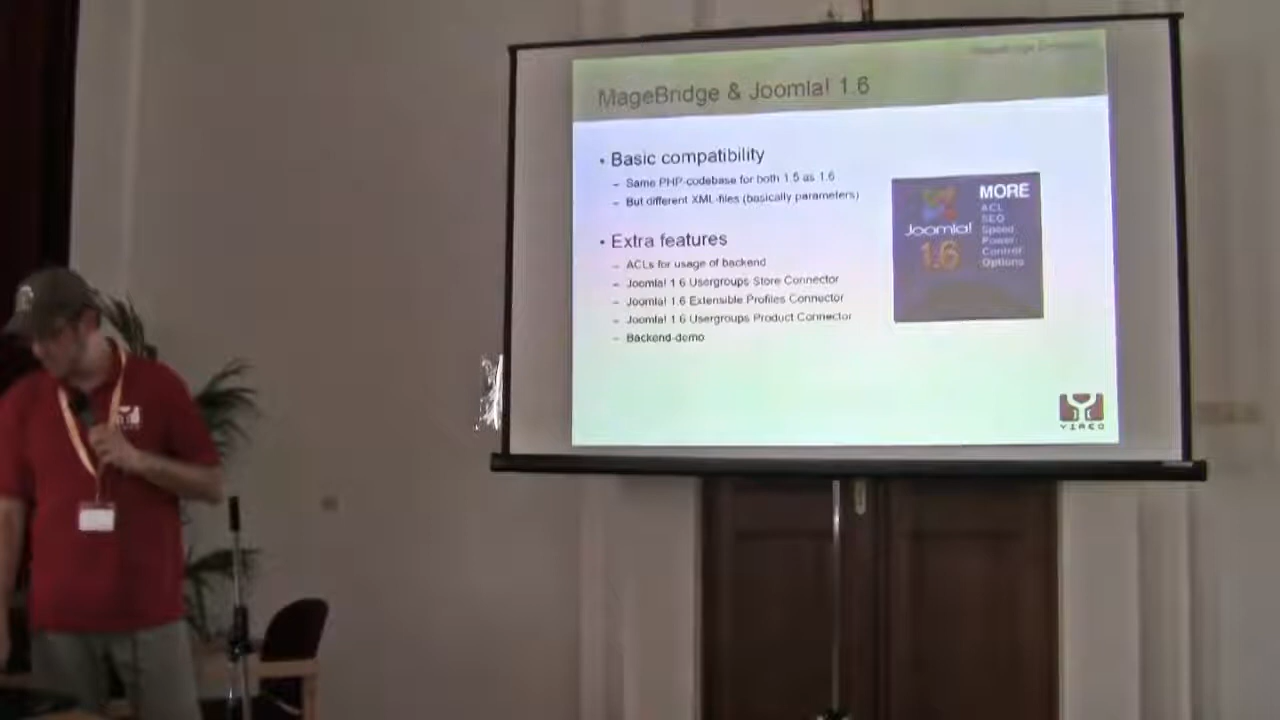 MageBridge & Joomla! 1.6
• Basic compatibility
– Same PHP-codebase for both 1.5 as 1.6
– But different XML-files (basically parameters)
• Extra features
– ACLs for usage of backend
– Joomla! 1.6 Usergroups Store Connector
– Joomla! 1.6 Extensible Profiles Connector
– Joomla! 1.6 Usergroups Product Connector
– Backend-demo
Joomla!
1.6
MORE
ACL
SEO
Speed
Power
Control
Options
YIREO